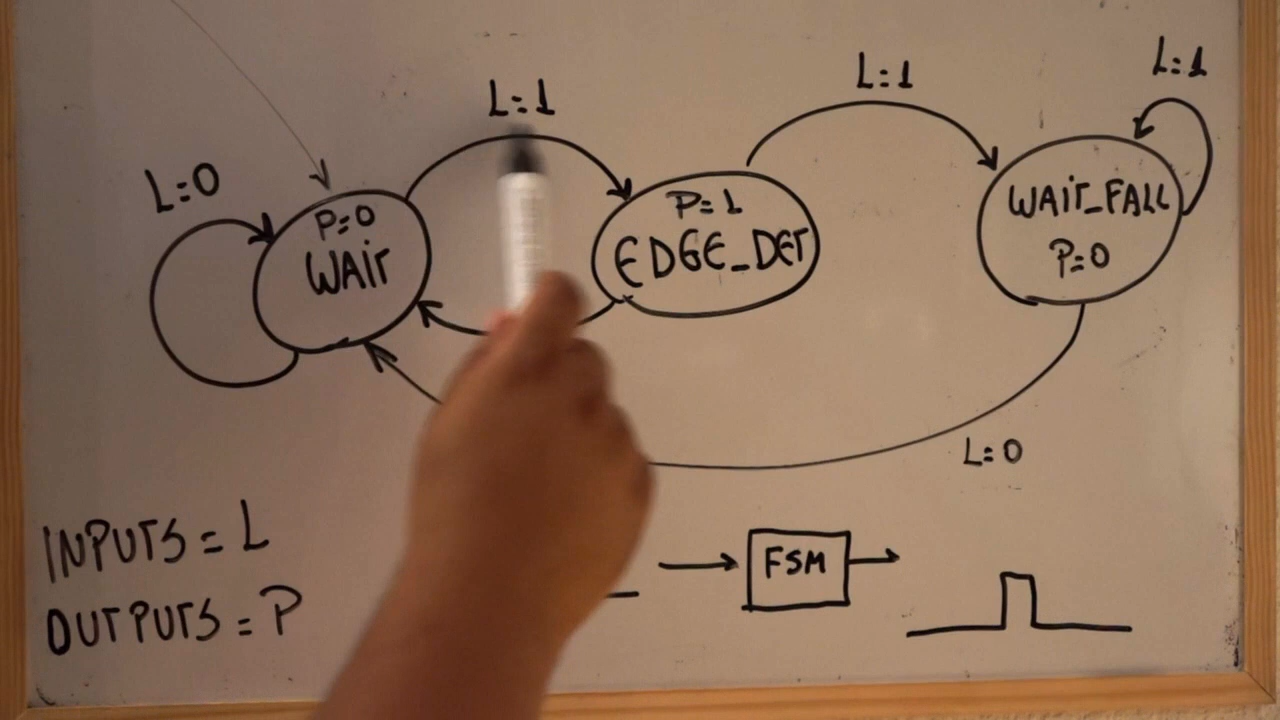 L=1
L=1
L=1
L=0
P=0
WAIT
P=1
EDGE_DET
WAIT_FALL
P=0
L=0
INPUTS = L
OUTPUTS = P
FSM